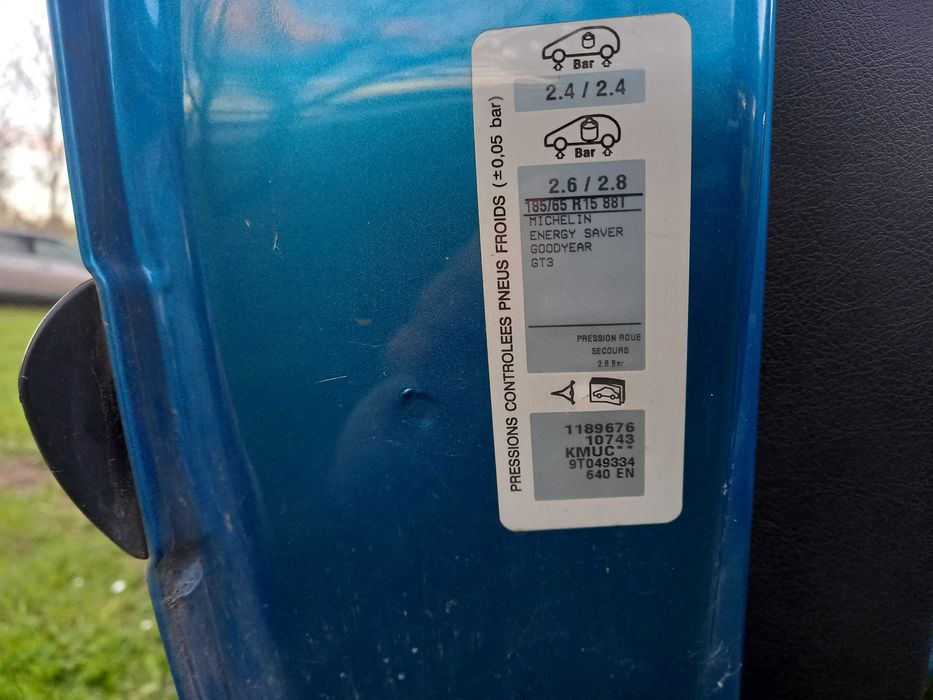 Bar
2.4 / 2.4
Bar
2.6 / 2.8
185/65 R15 88T
MICHELIN
ENERGY SAVER
GOODYEAR
GT3
PRESSION ROUE
SECOURS
2.8 Bar
1189676
10743
KMUC**
9T049334
640 EN
PRESSIONS CONTROLEES PNEUS FROIDS (±0,05 bar)